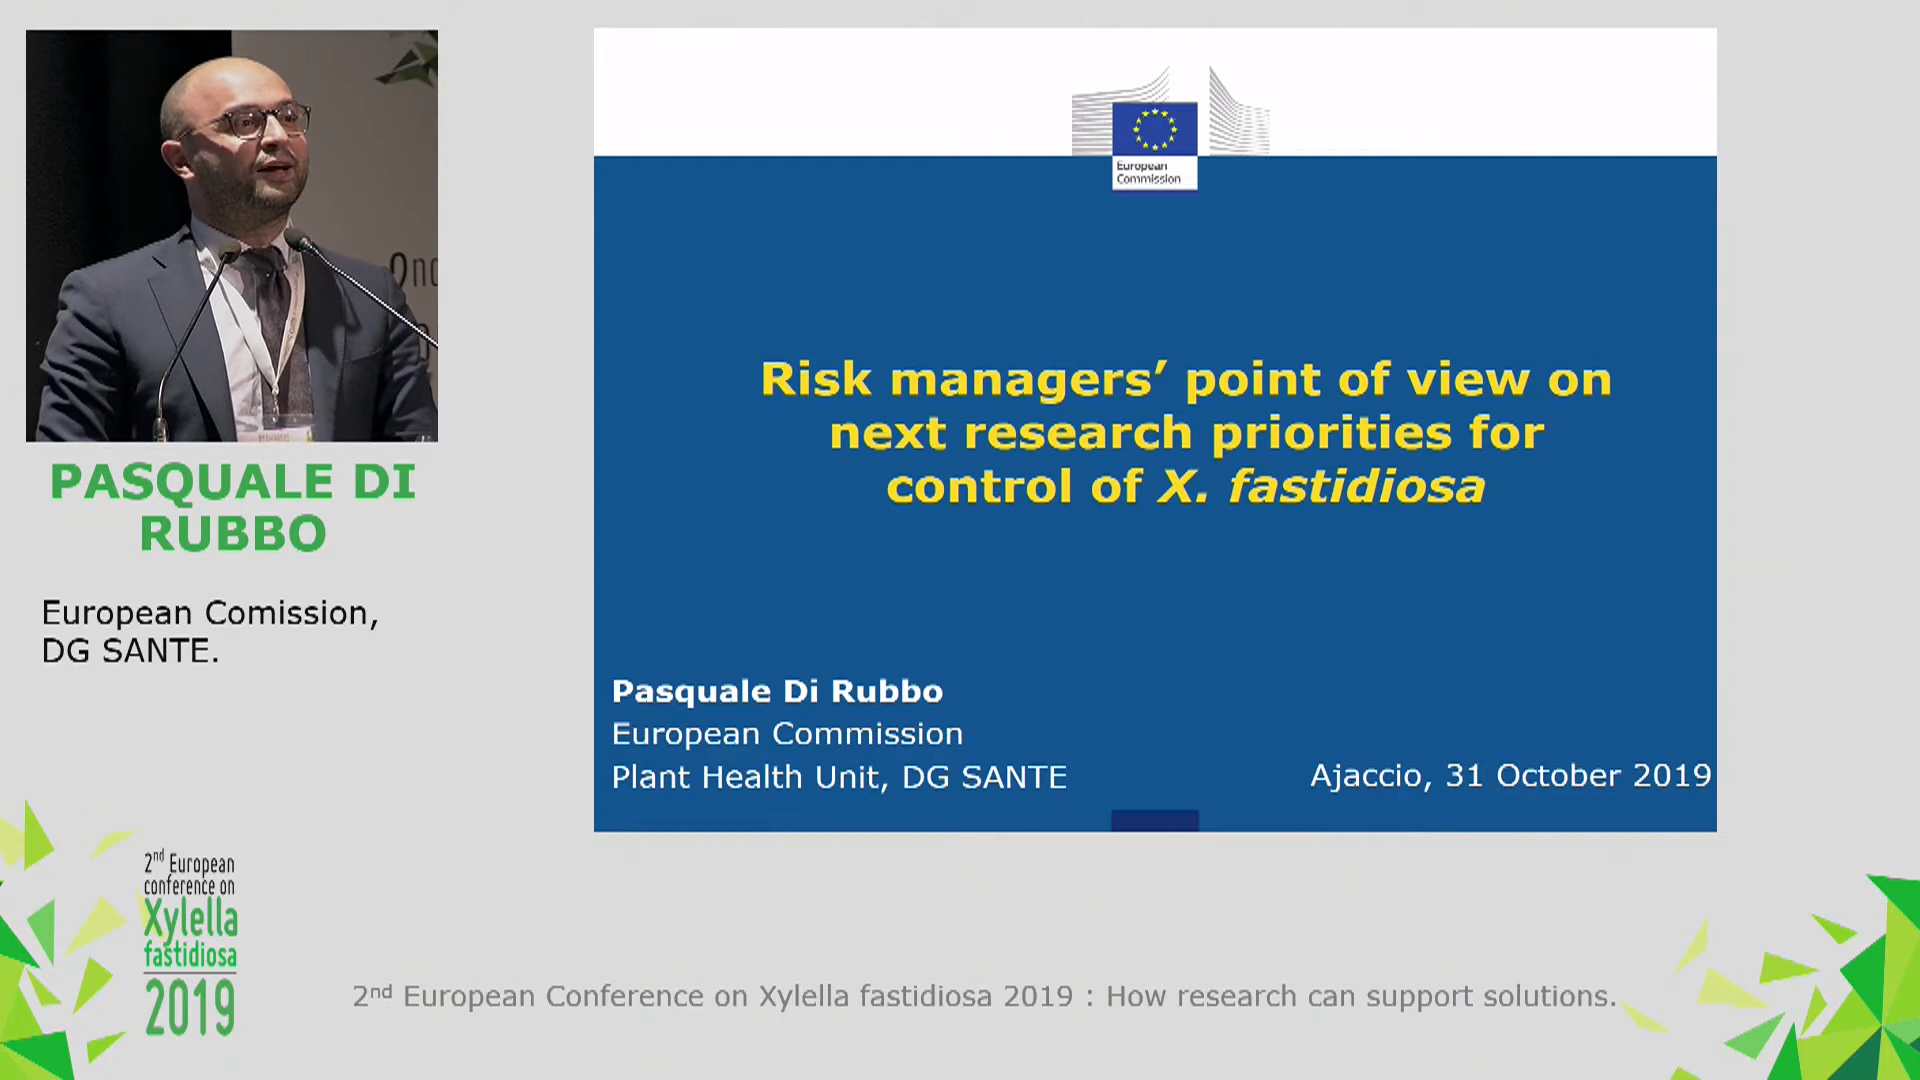 2nd
PASQUALE DI
RUBBO
European Comission,
DG SANTE.
European
Commission
Risk managers’ point of view on
next research priorities for
control of X. fastidiosa
Pasquale Di Rubbo
European Commission
Plant Health Unit, DG SANTE
Ajaccio, 31 October 2019
2nd European
conference on
Xylella
fastidiosa
2019
2nd European Conference on Xylella fastidiosa 2019 : How research can support solutions.